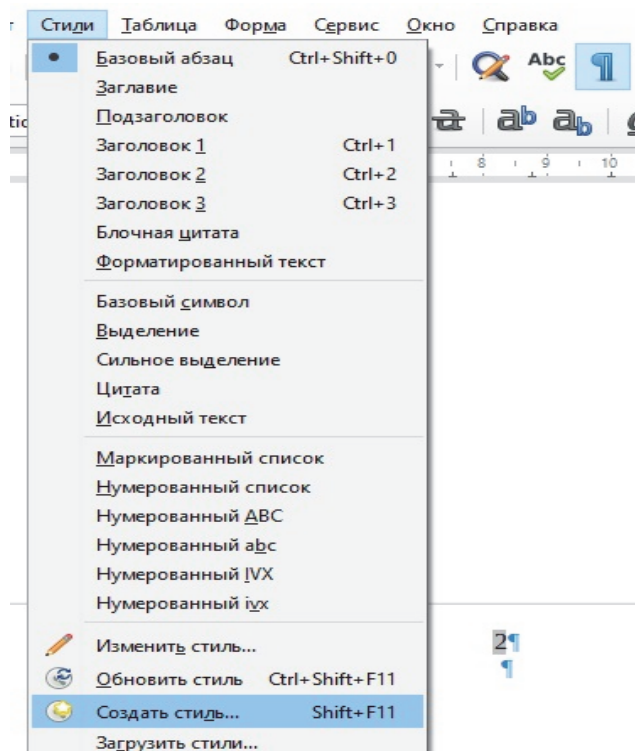 Стили Таблица Форма Сервис Окно Справка
Базовый абзац Ctrl+Shift+0
Abc
Заглавие
Подзаголовок
ab ab
Заголовок 1 Ctrl+1
8 9 10
Заголовок 2 Ctrl+2
Заголовок 3 Ctrl+3
Блочная цитата
Форматированный текст
Базовый символ
Выделение
Сильное выделение
Цитата
Исходный текст
Маркированный список
Нумерованный список
Нумерованный ABC
Нумерованный abc
Нумерованный IVX
Нумерованный ivx
Изменить стиль...
2¶
Обновить стиль Ctrl+Shift+F11
¶
Создать стиль... Shift+F11
Загрузить стили...